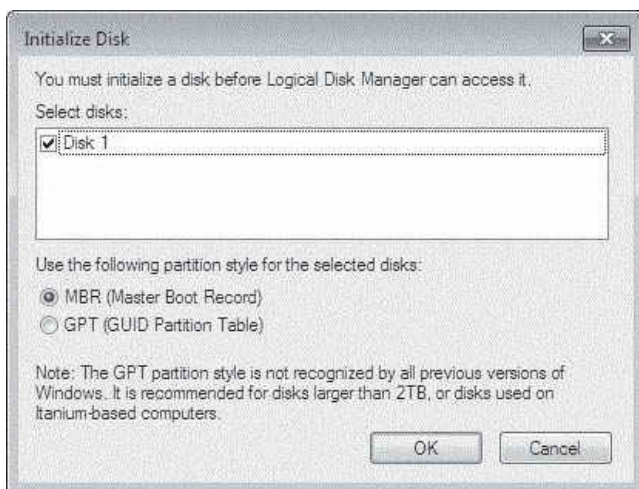 Initialize Disk
You must initialize a disk before Logical Disk Manager can access it.
Select disks:
Disk 1
Use the following partition style for the selected disks:
MBR (Master Boot Record)
GPT (GUID Partition Table)
Note: The GPT partition style is not recognized by all previous versions of
Windows. It is recommended for disks larger than 2TB, or disks used on
Itanium-based computers.
OK Cancel